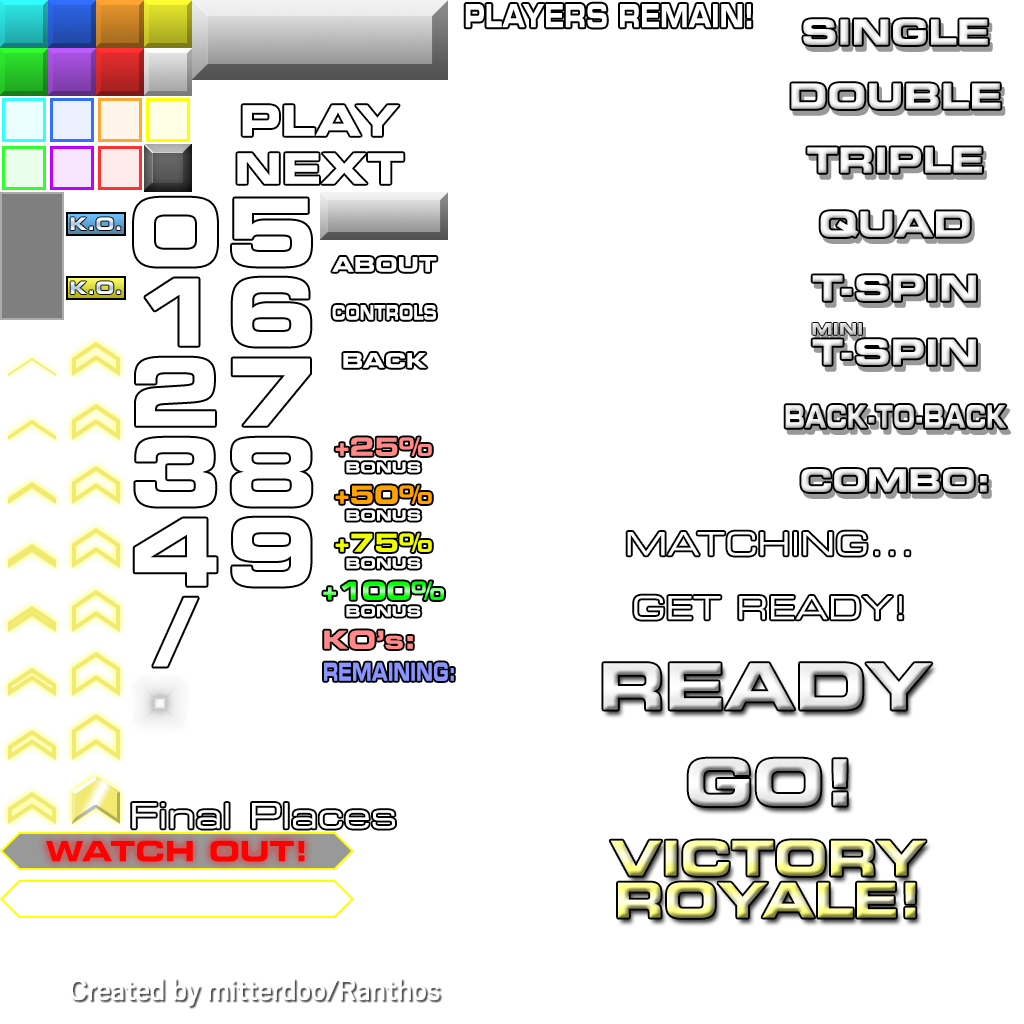 PLAYERS REMAIN!
PLAY
NEXT
K.O.
K.O.
0 5
1 6
2 7
3 8
4 9
/
ABOUT
CONTROLS
BACK
+25%
BONUS
+50%
BONUS
+75%
BONUS
+100%
BONUS
KO's:
REMAINING:
Final Places
WATCH OUT!
SINGLE
DOUBLE
TRIPLE
QUAD
T-SPIN
MINI
T-SPIN
BACK-TO-BACK
COMBO:
MATCHING...
GET READY!
READY
GO!
VICTORY
ROYALE!
Created by mitterdoo/Ranthos